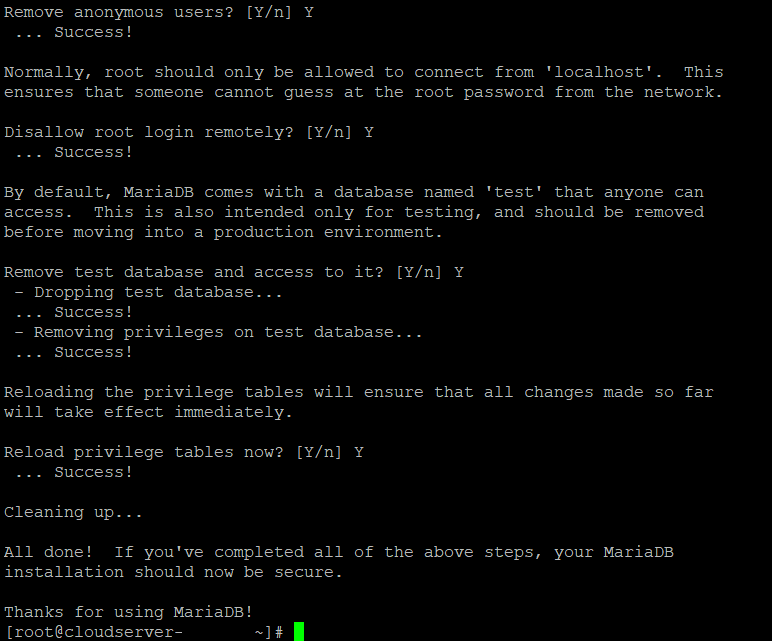 Remove anonymous users? [Y/n] Y
 ... Success!
Normally, root should only be allowed to connect from 'localhost'.  This
ensures that someone cannot guess at the root password from the network.
Disallow root login remotely? [Y/n] Y
 ... Success!
By default, MariaDB comes with a database named 'test' that anyone can
access.  This is also intended only for testing, and should be removed
before moving into a production environment.
Remove test database and access to it? [Y/n] Y
 - Dropping test database...
 ... Success!
 - Removing privileges on test database...
 ... Success!
Reloading the privilege tables will ensure that all changes made so far
will take effect immediately.
Reload privilege tables now? [Y/n] Y
 ... Success!
Cleaning up...
All done!  If you've completed all of the above steps, your MariaDB
installation should now be secure.
Thanks for using MariaDB!
[root@cloudserver-       ~]#